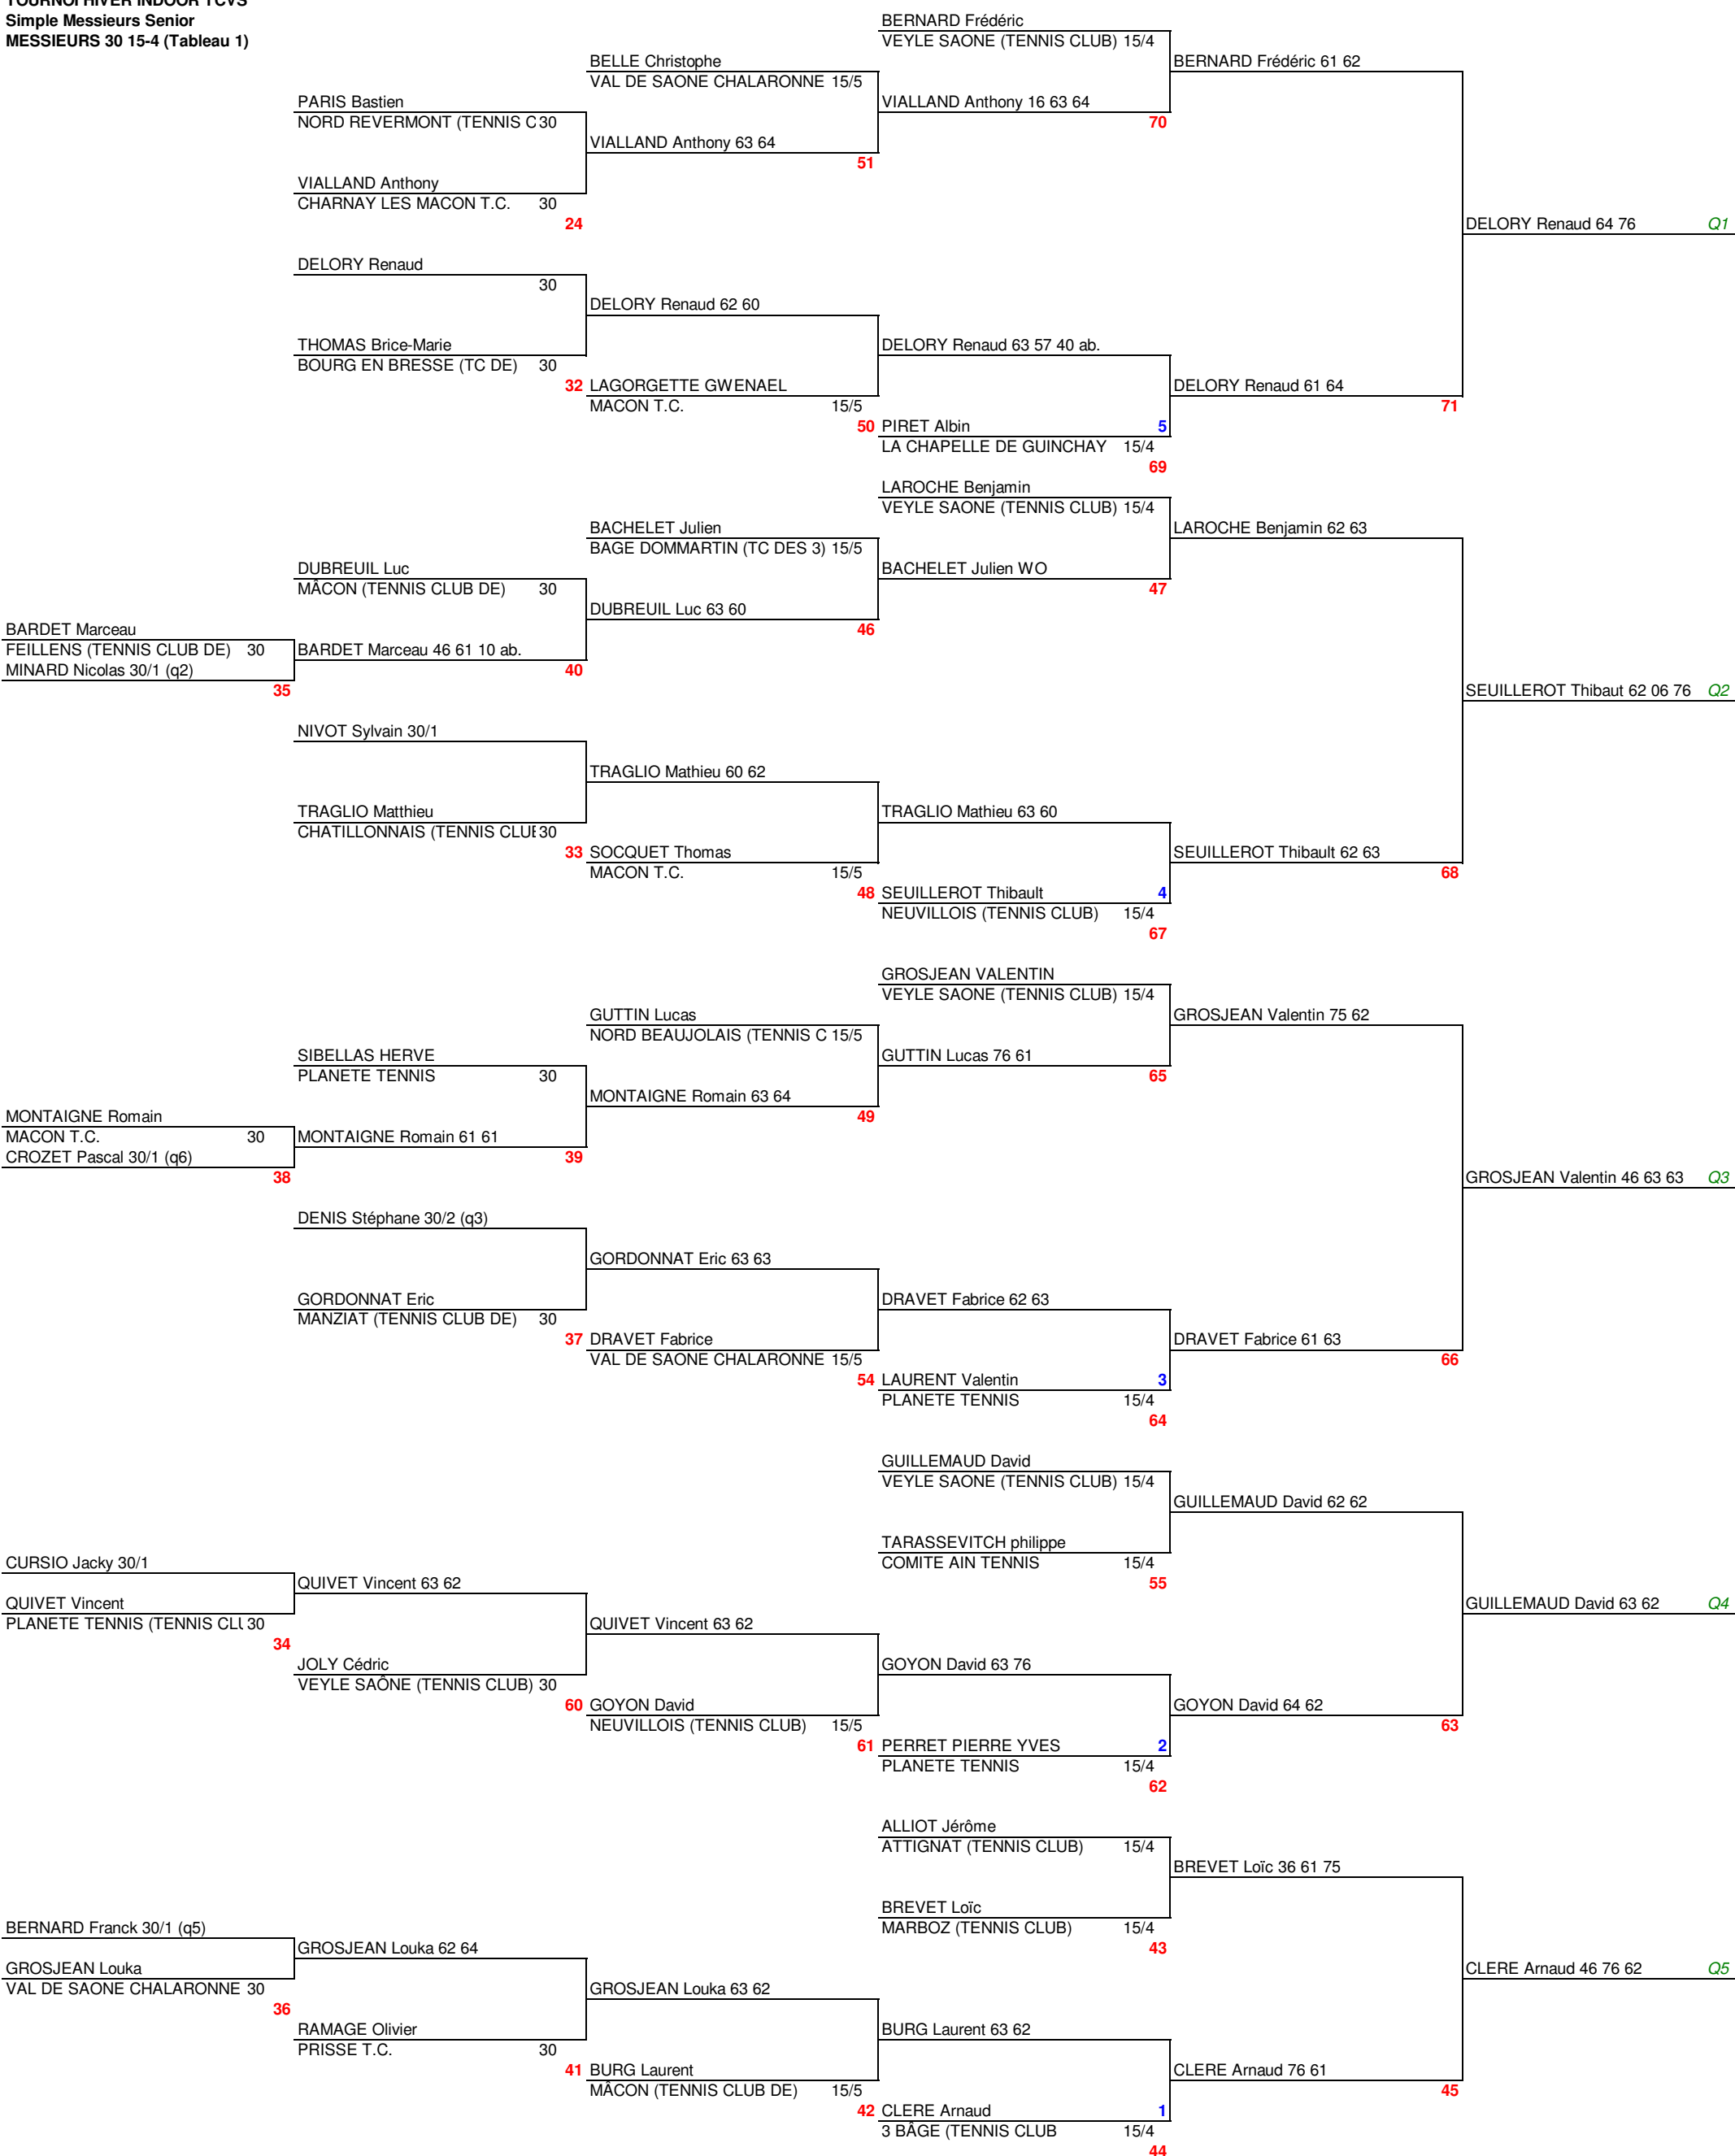 TOURNOI HIVER INDOOR TCVS
Simple Messieurs Senior
MESSIEURS 30 15-4 (Tableau 1)
BERNARD Frédéric
VEYLE SAONE (TENNIS CLUB) 15/4
BELLE Christophe
VAL DE SAONE CHALARONNE 15/5
BERNARD Frédéric 61 62
PARIS Bastien
NORD REVERMONT (TENNIS C 30
VIALLAND Anthony 16 63 64
70
VIALLAND Anthony 63 64
51
VIALLAND Anthony
CHARNAY LES MACON T.C. 30
24
DELORY Renaud 64 76 Q1
DELORY Renaud
30
DELORY Renaud 62 60
THOMAS Brice-Marie
BOURG EN BRESSE (TC DE) 30
DELORY Renaud 63 57 40 ab.
32 LAGORGETTE GWENAEL
MACON T.C. 15/5
DELORY Renaud 61 64
71
50 PIRET Albin 5
LA CHAPELLE DE GUINCHAY 15/4
69
LAROCHE Benjamin
VEYLE SAONE (TENNIS CLUB) 15/4
BACHELET Julien
BAGE DOMMARTIN (TC DES 3) 15/5
LAROCHE Benjamin 62 63
DUBREUIL Luc
MÂCON (TENNIS CLUB DE) 30
BACHELET Julien WO
47
DUBREUIL Luc 63 60
46
BARDET Marceau
FEILLENS (TENNIS CLUB DE) 30
BARDET Marceau 46 61 10 ab.
MINARD Nicolas 30/1 (q2)
40
35
SEUILLEROT Thibaut 62 06 76 Q2
NIVOT Sylvain 30/1
TRAGLIO Mathieu 60 62
TRAGLIO Matthieu
CHATILLONNAIS (TENNIS CLUE 30
TRAGLIO Mathieu 63 60
33 SOCQUET Thomas
MACON T.C. 15/5
SEUILLEROT Thibault 62 63
68
48 SEUILLEROT Thibault 4
NEUVILLOIS (TENNIS CLUB) 15/4
67
GROSJEAN VALENTIN
VEYLE SAONE (TENNIS CLUB) 15/4
GUTTIN Lucas
NORD BEAUJOLAIS (TENNIS C 15/5
GROSJEAN Valentin 75 62
SIBELLAS HERVE
PLANETE TENNIS 30
GUTTIN Lucas 76 61
65
MONTAIGNE Romain 63 64
49
MONTAIGNE Romain
MACON T.C. 30
MONTAIGNE Romain 61 61
CROZET Pascal 30/1 (q6)
39
38
GROSJEAN Valentin 46 63 63 Q3
DENIS Stéphane 30/2 (q3)
GORDONNAT Eric 63 63
GORDONNAT Eric
MANZIAT (TENNIS CLUB DE) 30
DRAVET Fabrice 62 63
37 DRAVET Fabrice
VAL DE SAONE CHALARONNE 15/5
DRAVET Fabrice 61 63
66
54 LAURENT Valentin 3
PLANETE TENNIS 15/4
64
GUILLEMAUD David
VEYLE SAONE (TENNIS CLUB) 15/4
GUILLEMAUD David 62 62
TARASSEVITCH philippe
COMITE AIN TENNIS 15/4
55
CURSIO Jacky 30/1
QUIVET Vincent 63 62
QUIVET Vincent
PLANETE TENNIS (TENNIS CLU 30
34
GUILLEMAUD David 63 62 Q4
QUIVET Vincent 63 62
JOLY Cédric
VEYLE SAÔNE (TENNIS CLUB) 30
GOYON David 63 76
60 GOYON David
NEUVILLOIS (TENNIS CLUB) 15/5
GOYON David 64 62
63
61 PERRET PIERRE YVES 2
PLANETE TENNIS 15/4
62
ALLIOT Jérôme
ATTIGNAT (TENNIS CLUB) 15/4
BREVET Loïc 36 61 75
BREVET Loïc
MARBOZ (TENNIS CLUB) 15/4
43
BERNARD Franck 30/1 (q5)
GROSJEAN Louka 62 64
GROSJEAN Louka
VAL DE SAONE CHALARONNE 30
36
CLERE Arnaud 46 76 62 Q5
GROSJEAN Louka 63 62
RAMAGE Olivier
PRISSE T.C. 30
BURG Laurent 63 62
41 BURG Laurent
MÂCON (TENNIS CLUB DE) 15/5
CLERE Arnaud 76 61
45
42 CLERE Arnaud 1
3 BÂGE (TENNIS CLUB 15/4
44